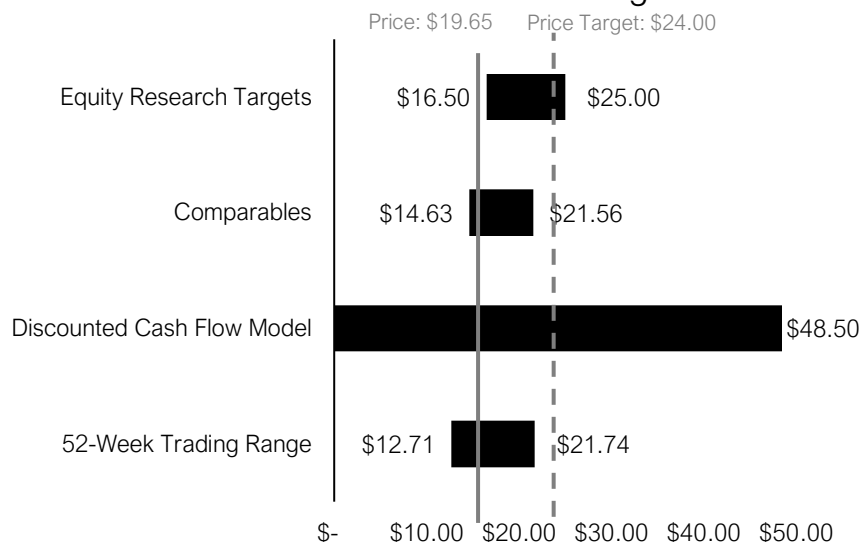 Price: $19.65 Price Target: $24.00
Equity Research Targets $16.50 $25.00
Comparables $14.63 $21.56
Discounted Cash Flow Model $48.50
52-Week Trading Range $12.71 $21.74
$- $10.00 $20.00 $30.00 $40.00 $50.00